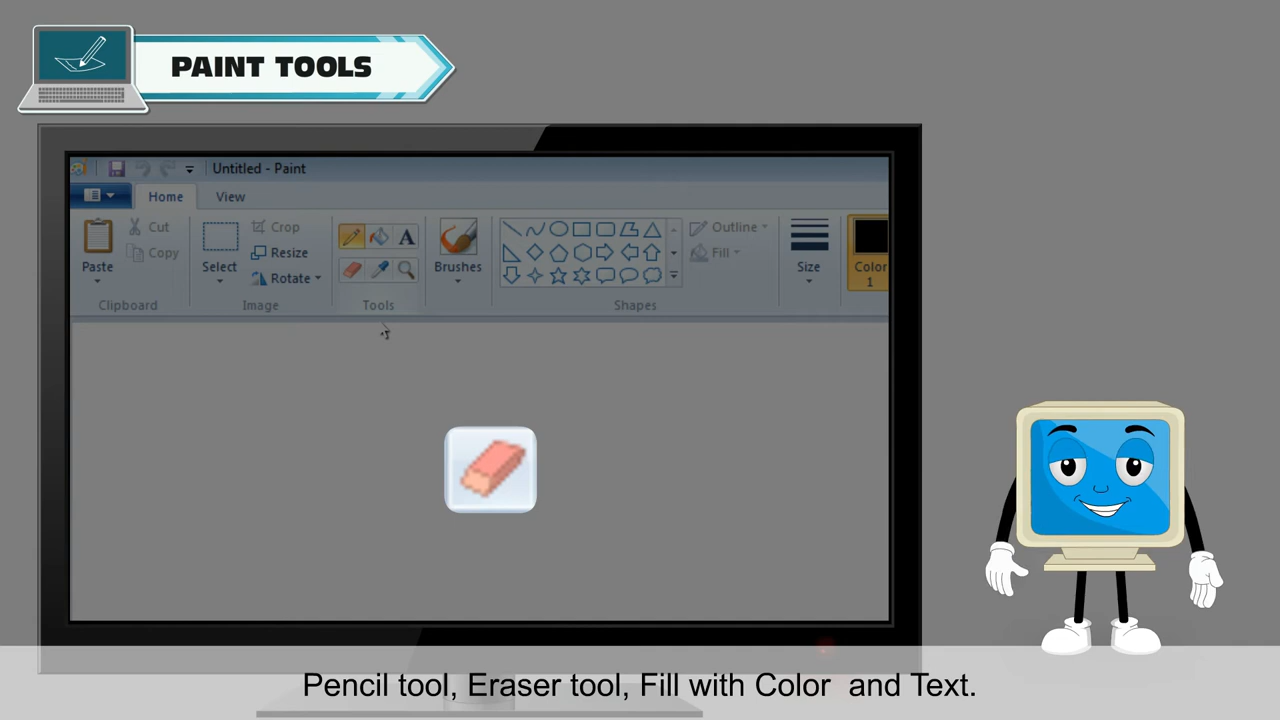 PAINT TOOLS
Untitled - Paint
Home View
Cut
Copy
Paste
Clipboard
Crop
Resize
Rotate
Select
Image
A
Tools
Brushes
Outline
Fill
Shapes
Size
Color
1
Pencil tool, Eraser tool, Fill with Color and Text.